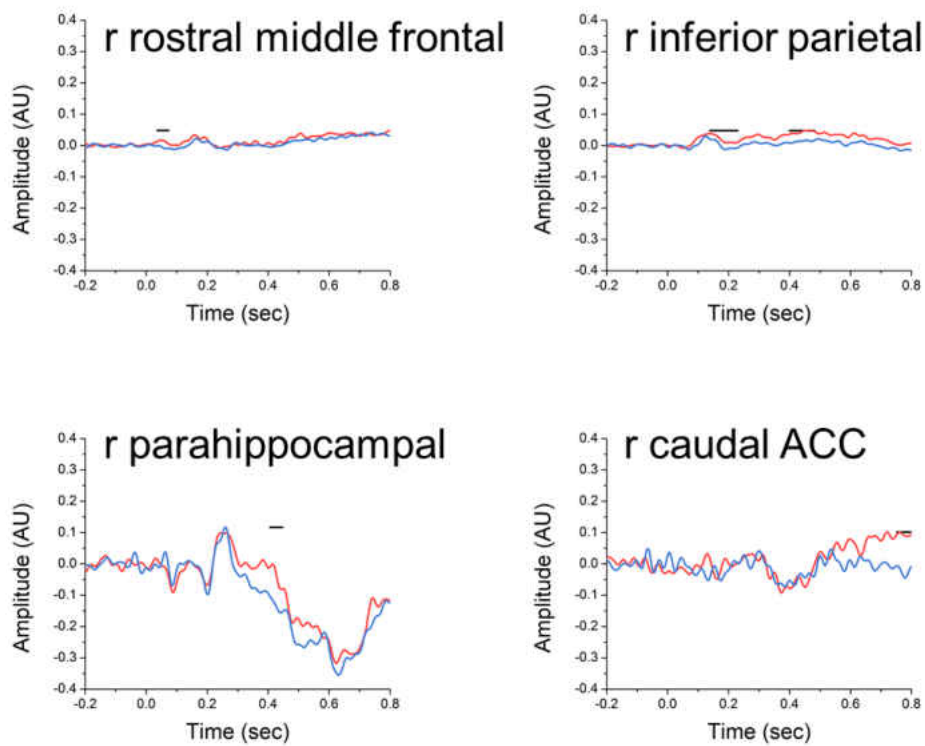 r rostral middle frontal
0.4
0.3
0.2
0.1
0.0
-0.1
-0.2
-0.3
-0.4
Amplitude (AU)
-0.2 0.0 0.2 0.4 0.6 0.8
Time (sec)
r inferior parietal
0.4
0.3
0.2
0.1
0.0
-0.1
-0.2
-0.3
-0.4
Amplitude (AU)
-0.2 0.0 0.2 0.4 0.6 0.8
Time (sec)
r parahippocampal
0.4
0.3
0.2
0.1
0.0
-0.1
-0.2
-0.3
-0.4
Amplitude (AU)
-0.2 0.0 0.2 0.4 0.6 0.8
Time (sec)
r caudal ACC
0.4
0.3
0.2
0.1
0.0
-0.1
-0.2
-0.3
-0.4
Amplitude (AU)
-0.2 0.0 0.2 0.4 0.6 0.8
Time (sec)